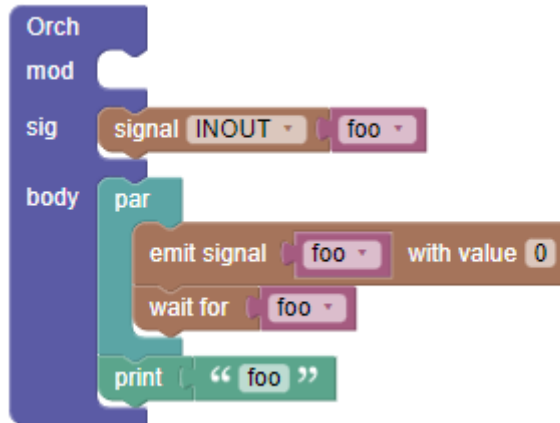 Orch
mod
sig signal INOUT foo
body par
emit signal foo with value 0
wait for foo
print “ foo ”